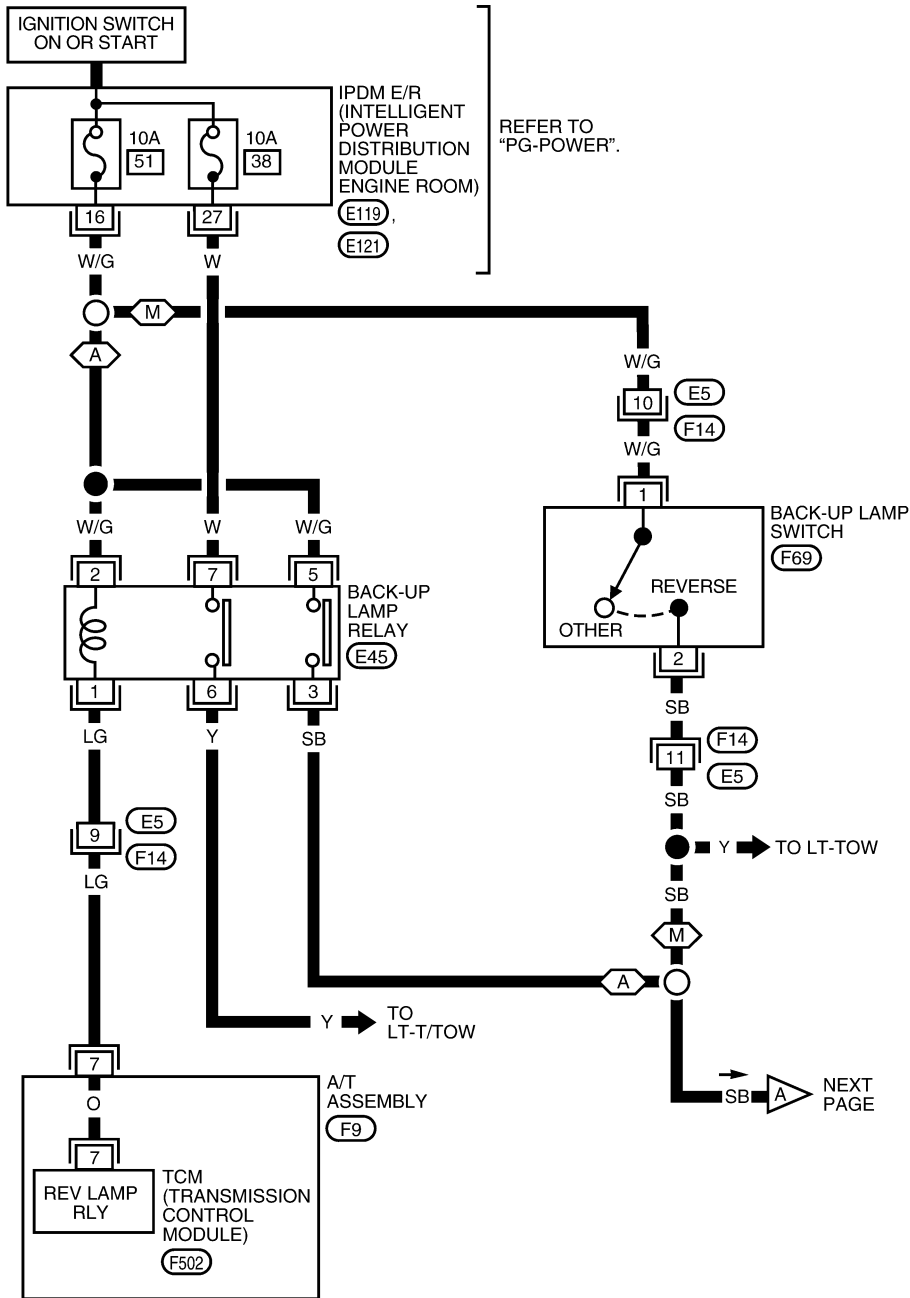 IGNITION SWITCH
ON OR START
IPDM E/R
(INTELLIGENT
POWER
DISTRIBUTION
MODULE
ENGINE ROOM)
E119 ,
E121
REFER TO
“PG-POWER”.
10A
51
10A
38
16
27
W/G
W
M
A
W/G
10
E5
F14
W/G
1
BACK-UP LAMP
SWITCH
F69
REVERSE
OTHER
2
W/G
W
W/G
2
7
5
BACK-UP
LAMP
RELAY
E45
1
6
3
LG
Y
SB
SB
11
F14
E5
SB
Y
TO LT-TOW
SB
M
9
E5
F14
LG
A
Y
TO
LT-T/TOW
SB
A
NEXT
PAGE
7
A/T
ASSEMBLY
F9
O
7
REV LAMP
RLY
TCM
(TRANSMISSION
CONTROL
MODULE)
F502